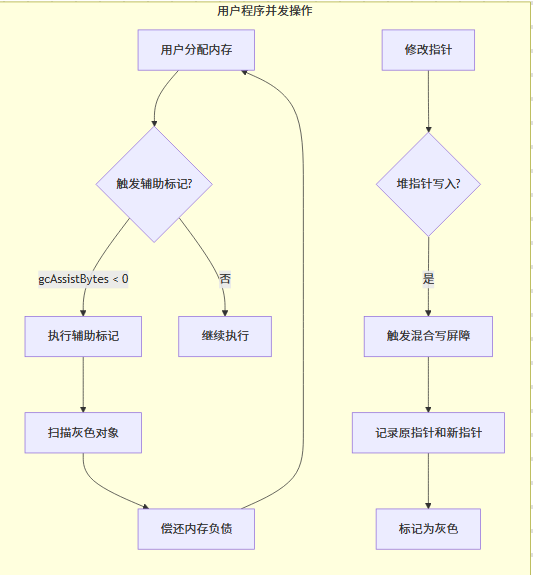 用户程序并发操作
用户分配内存
修改指针
触发辅助标记?
堆指针写入?
gcAssistBytes < 0
否
是
执行辅助标记
继续执行
触发混合写屏障
扫描灰色对象
记录原指针和新指针
偿还内存负债
标记为灰色